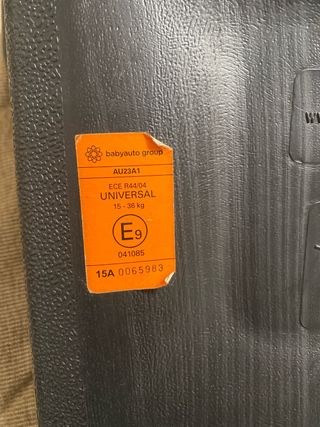 babyauto group
AU23A1
ECE R44/04
UNIVERSAL
15 - 36 kg
E9
041085
15A 0065983